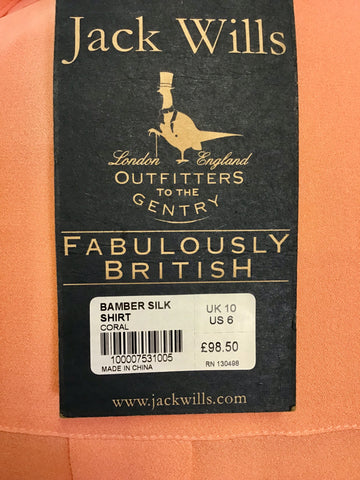 Jack Wills
London England
OUTFITTERS
TO THE
GENTRY
FABULOUSLY
BRITISH
BAMBER SILK
SHIRT
CORAL
100007531005
MADE IN CHINA
UK 10
US 6
£98.50
RN 130498
www.jackwills.com